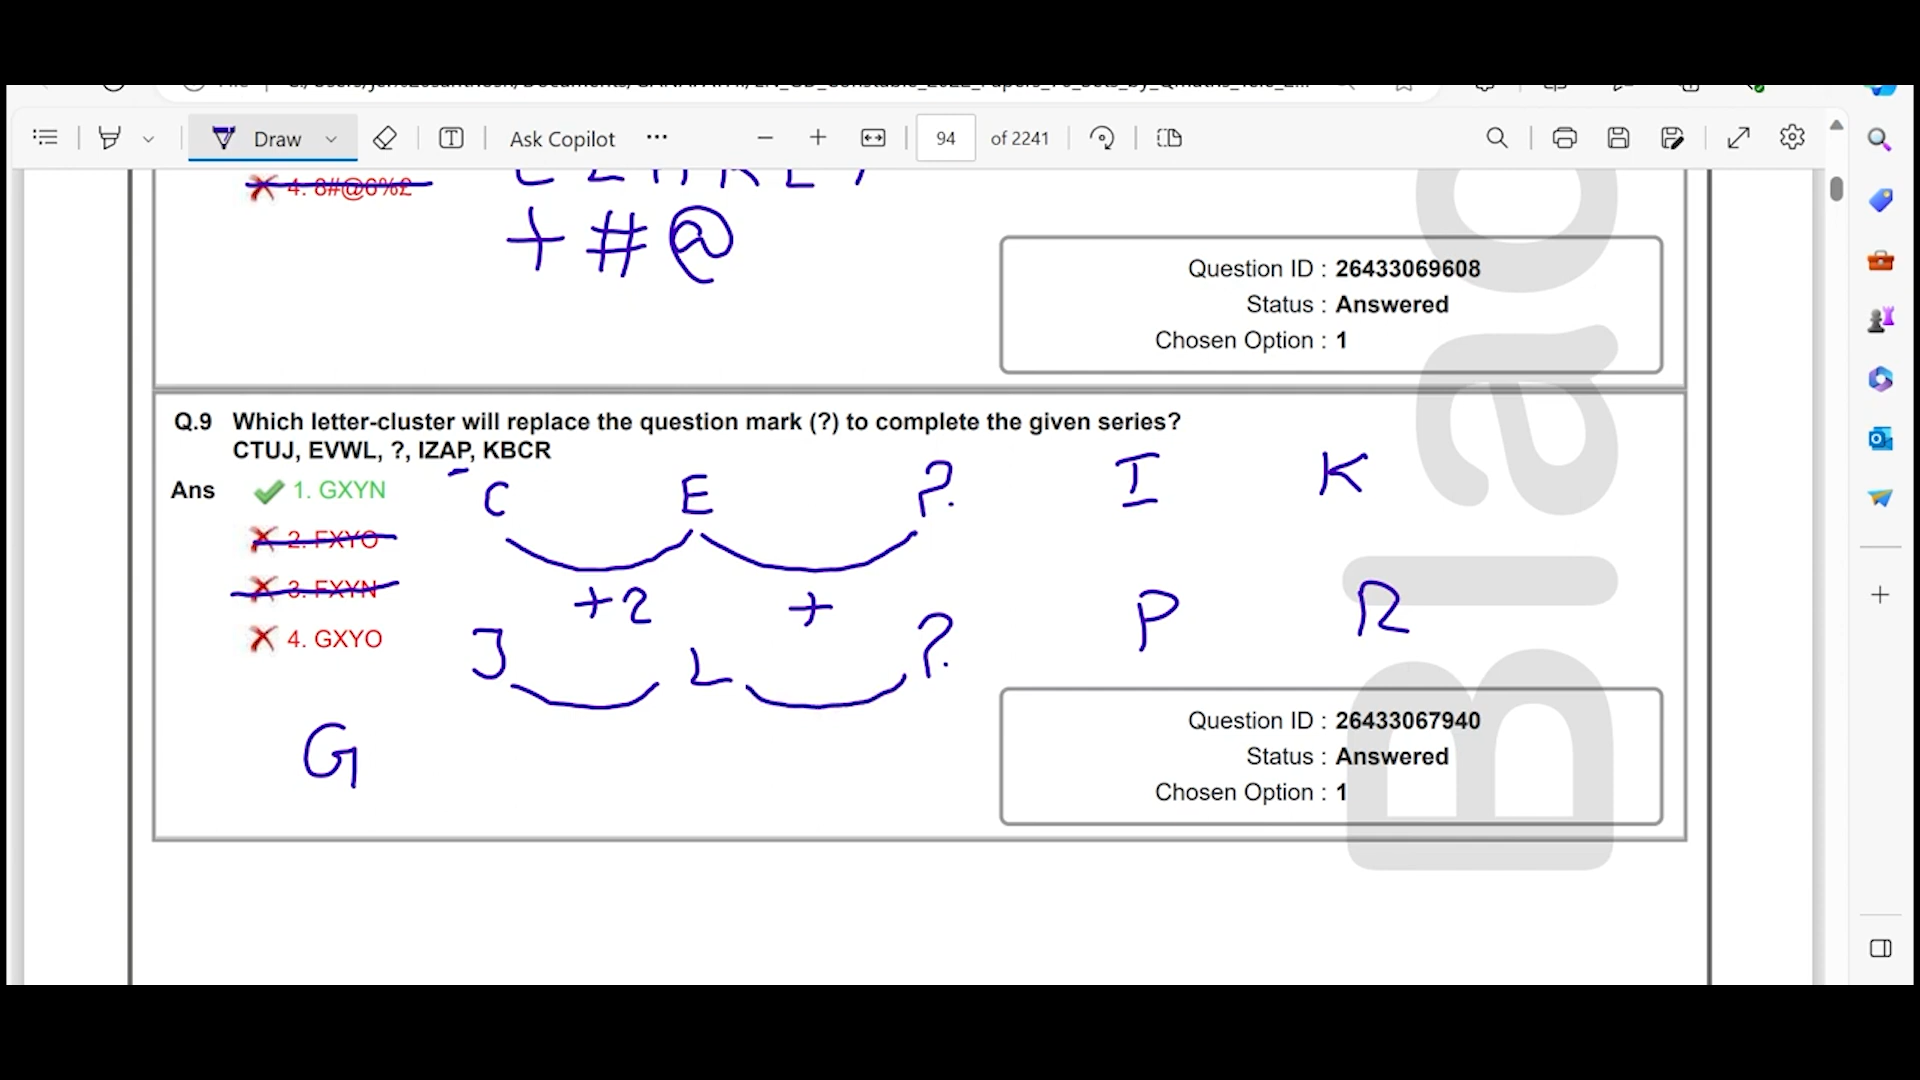 Draw
Ask Copilot
94
of 2241
4. 8#@6%£
+ # @
Question ID : 26433069608
Status : Answered
Chosen Option : 1
Q.9 Which letter-cluster will replace the question mark (?) to complete the given series?
CTUJ, EVWL, ?, IZAP, KBCR
Ans 1. GXYN
2. FXYO
3. FXYN
4. GXYO
C E ? I K
+2 +
J L ? P R
G
Question ID : 26433067940
Status : Answered
Chosen Option : 1
Blac